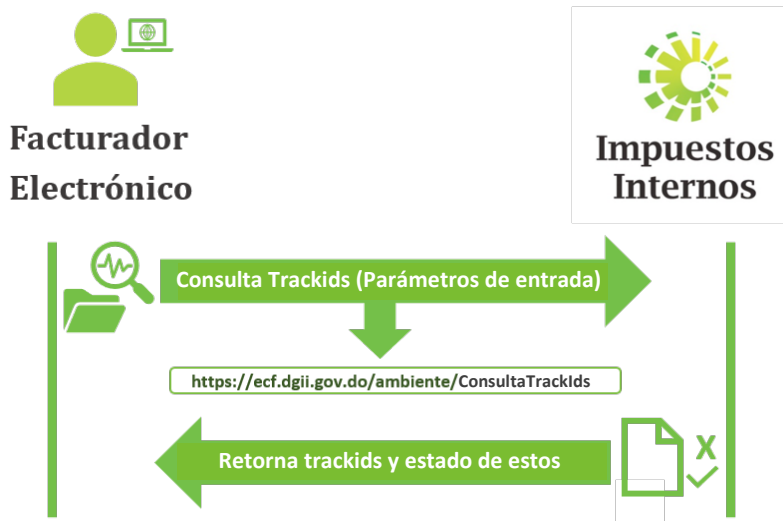 Facturador
Electrónico
Impuestos
Internos
Consulta Trackids (Parámetros de entrada)
https://ecf.dgii.gov.do/ambiente/ConsultaTrackIds
Retorna trackids y estado de estos
X